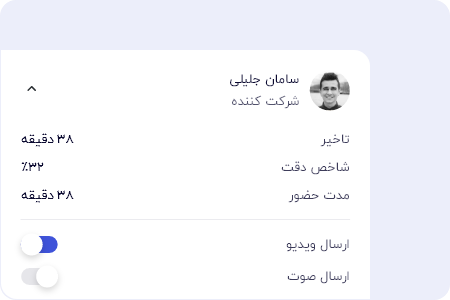 سامان جلیلی
شرکت کننده
تاخیر ۳۸ دقیقه
شاخص دقت ۳۲٪
مدت حضور ۳۸ دقیقه
ارسال ویدیو
ارسال صوت